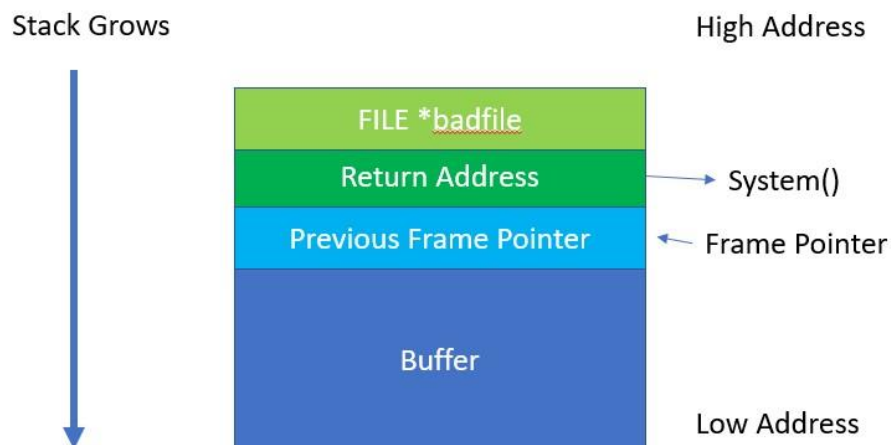 Stack Grows
High Address
FILE *badfile
Return Address
System()
Previous Frame Pointer
Frame Pointer
Buffer
Low Address